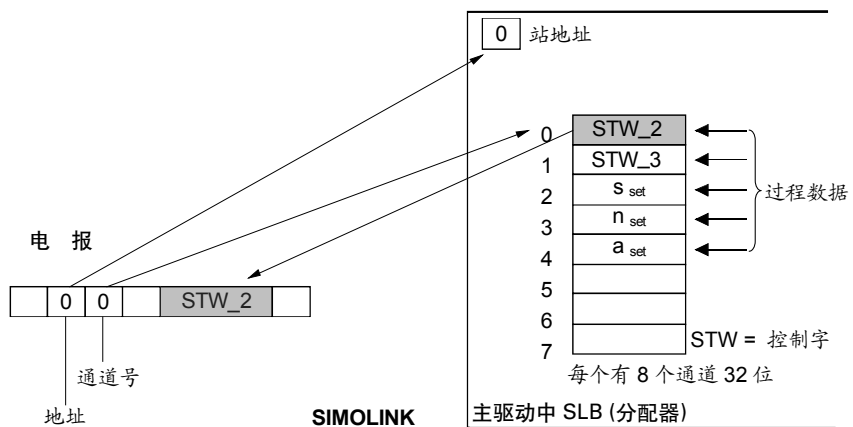 0 站地址
0 STW_2
1 STW_3
2 s set
3 n set
4 a set
5
6
7
过程数据
STW = 控制字
每个有 8 个通道 32 位
主驱动中 SLB (分配器)
电 报
0 0 STW_2
通道号
地址
SIMOLINK